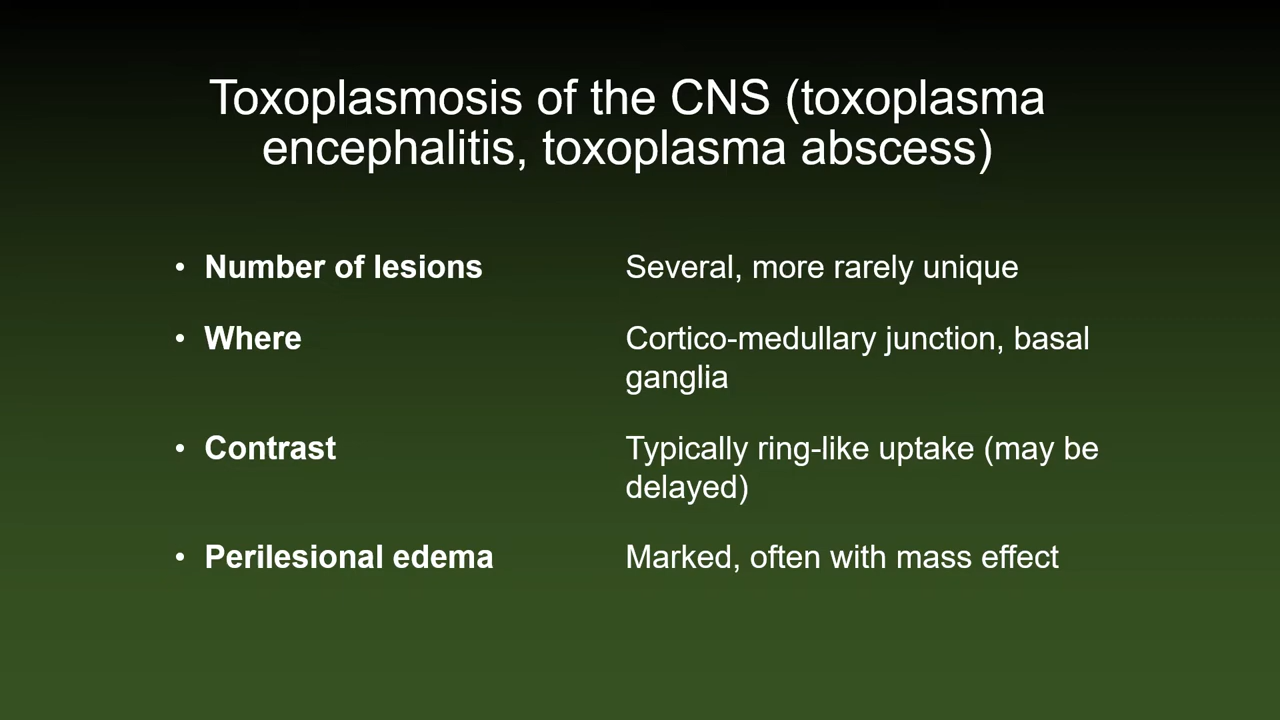 Toxoplasmosis of the CNS (toxoplasma
encephalitis, toxoplasma abscess)
• Number of lesions Several, more rarely unique
• Where Cortico-medullary junction, basal
ganglia
• Contrast Typically ring-like uptake (may be
delayed)
• Perilesional edema Marked, often with mass effect